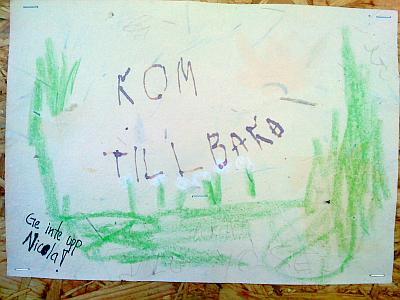 KOM
TILLBAKA
Ge inte upp
Nicola!